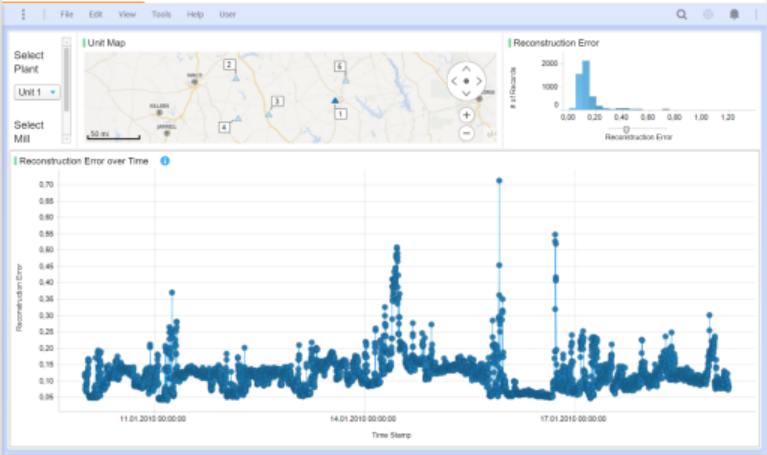 File Edit View Tools Help User
Select
Plant
Unit 1
Select
Mill
Unit Map
2
6
WACO
3
1
4
KILLEEN
JARRELL
50 mi
Reconstruction Error
# of Records
2000
1000
0
0,00 0,20 0,40 0,60 0,80 1,00 1,20
Reconstruction Error
Reconstruction Error over Time
Reconstruction Error
0,70
0,65
0,60
0,55
0,50
0,45
0,40
0,35
0,30
0,25
0,20
0,15
0,10
0,05
11.01.2010 00:00:00 14.01.2010 00:00:00 17.01.2010 00:00:00
Time Stamp